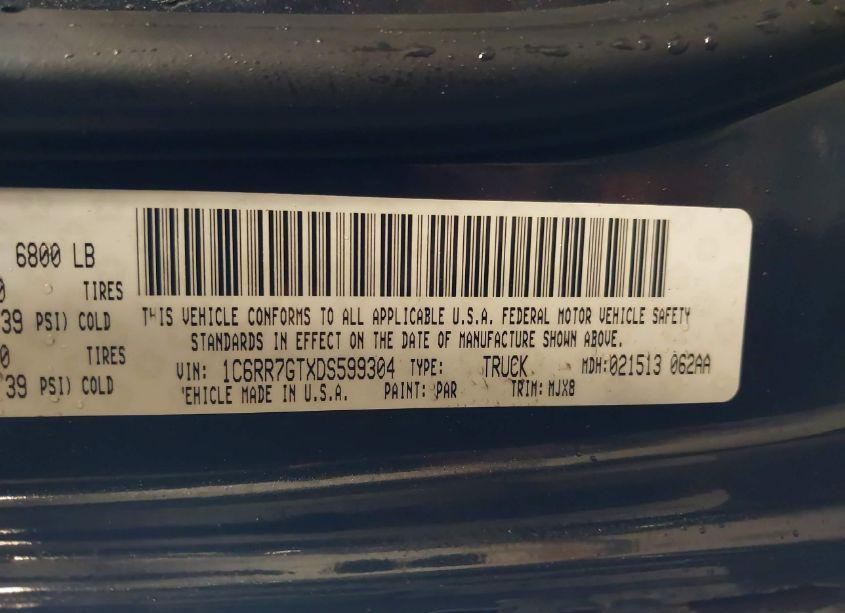 6800 LB
0 TIRES
39 PSI) COLD
0 TIRES
39 PSI) COLD
THIS VEHICLE CONFORMS TO ALL APPLICABLE U.S.A. FEDERAL MOTOR VEHICLE SAFETY
STANDARDS IN EFFECT ON THE DATE OF MANUFACTURE SHOWN ABOVE.
VIN: 1C6RR7GTXDS599304 TYPE: TRUCK MDH:021513 062AA
VEHICLE MADE IN U.S.A. PAINT: PAR TRIM: MJX8